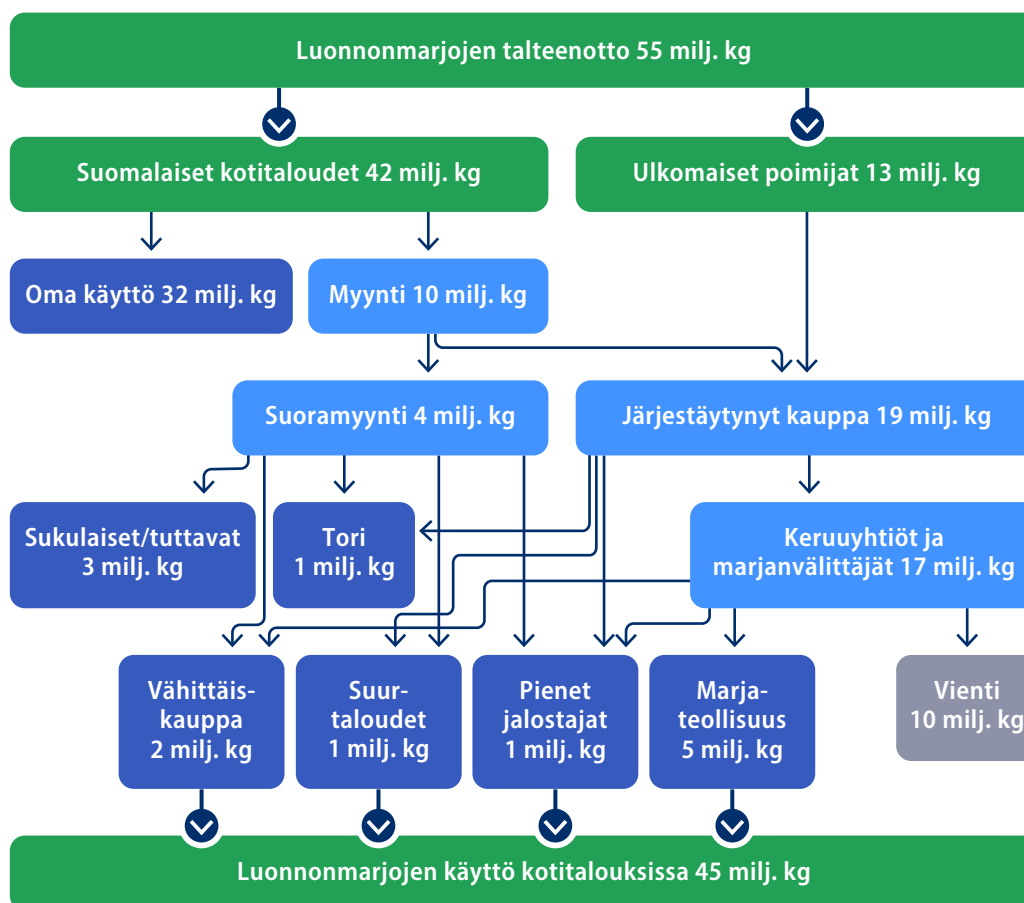 Luonnonmarjojen talteenotto 55 milj. kg
Suomalaiset kotitaloudet 42 milj. kg
Ulkomaiset poimijat 13 milj. kg
Oma käyttö 32 milj. kg
Myynti 10 milj. kg
Suoramyynti 4 milj. kg
Järjestäytynyt kauppa 19 milj. kg
Sukulaiset/tuttavat
3 milj. kg
Tori
1 milj. kg
Keruuyhtiöt ja
marjanvälittäjät 17 milj. kg
Vähittäis-
kauppa
2 milj. kg
Suur-
taloudet
1 milj. kg
Pienet
jalostajat
1 milj. kg
Marja-
teollisuus
5 milj. kg
Vienti
10 milj. kg
Luonnonmarjojen käyttö kotitalouksissa 45 milj. kg